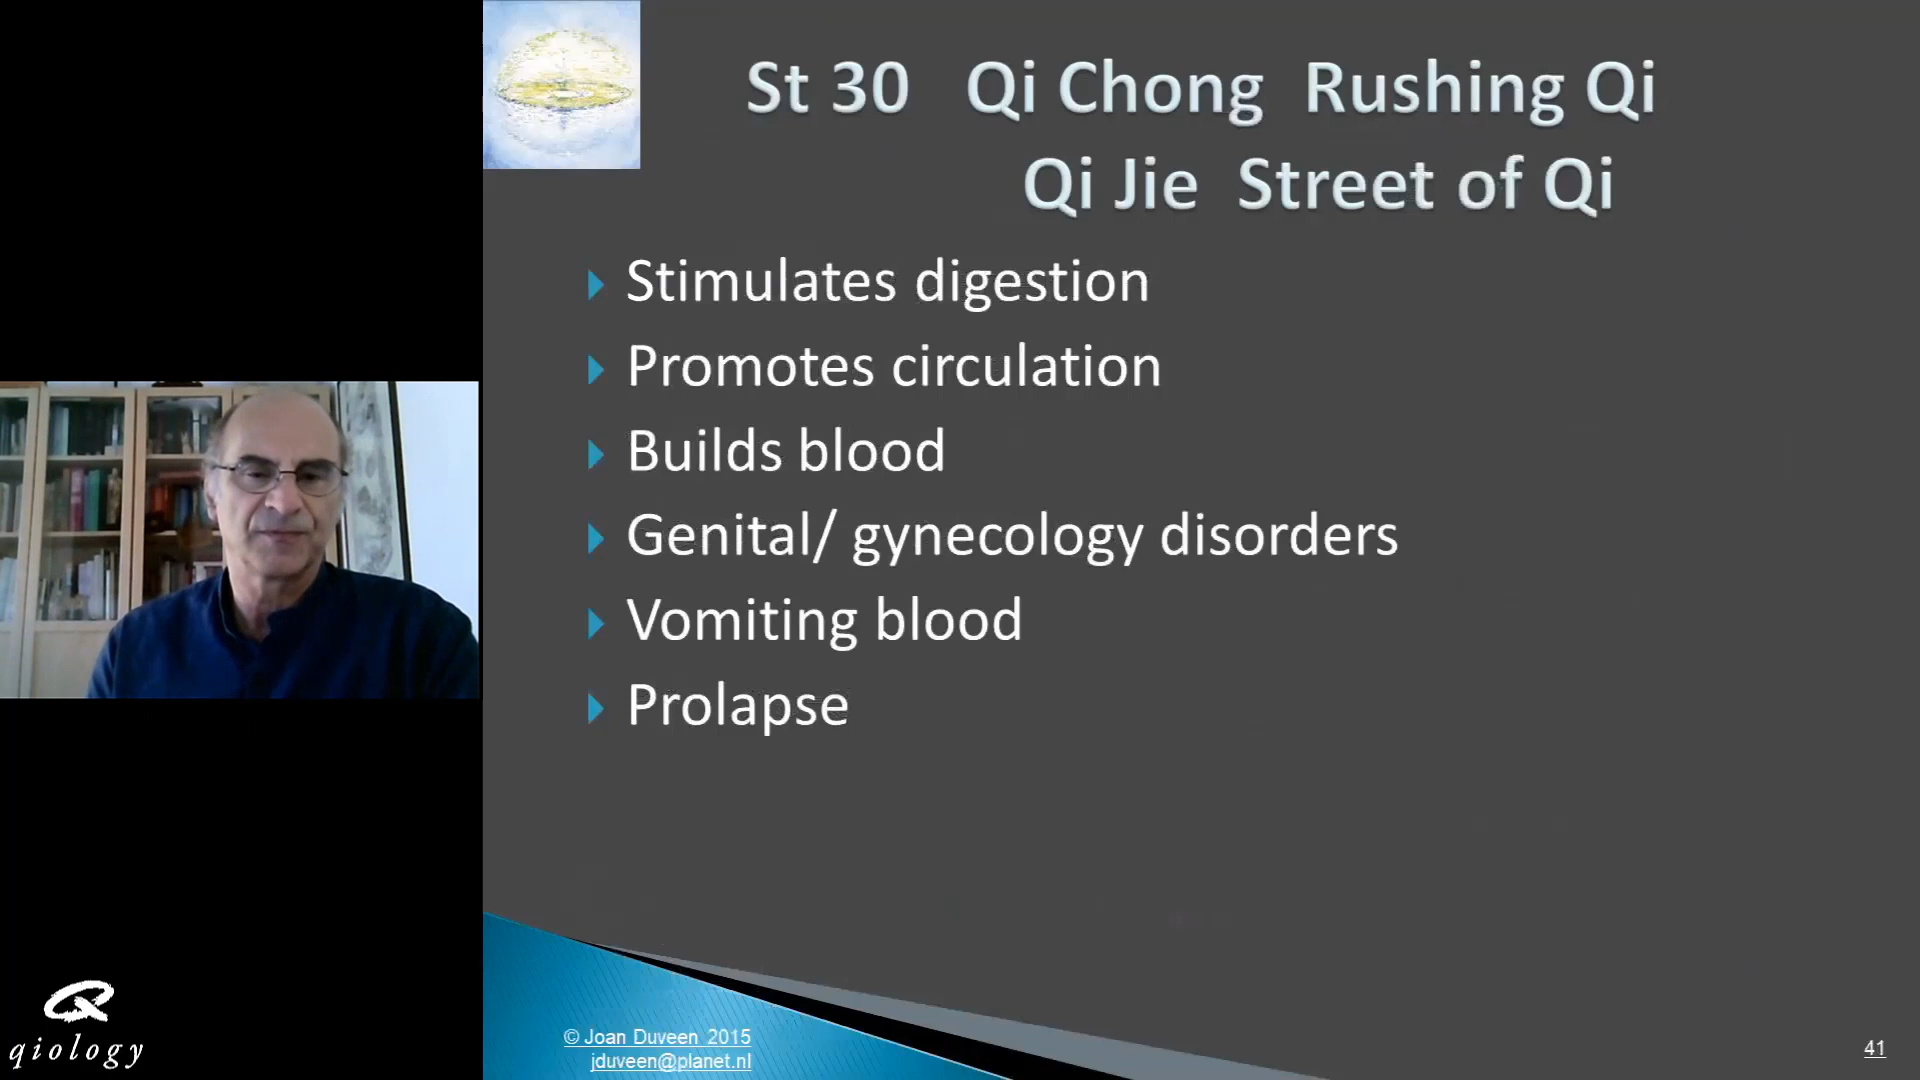 St 30 Qi Chong Rushing Qi
Qi Jie Street of Qi
Stimulates digestion
Promotes circulation
Builds blood
Genital/ gynecology disorders
Vomiting blood
Prolapse
qiology
© Joan Duveen 2015
jduveen@planet.nl
41